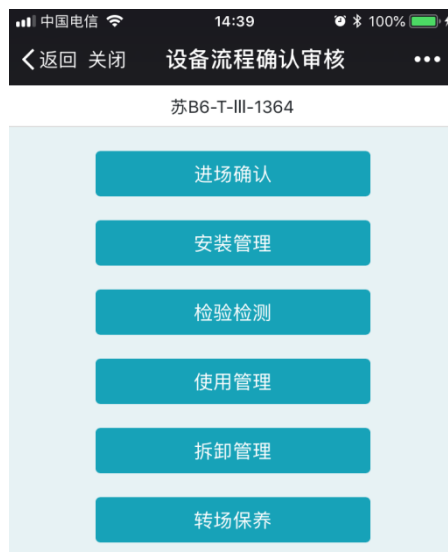 中国电信 14:39 100%
返回 关闭 设备流程确认审核
苏B6-T-III-1364
进场确认
安装管理
检验检测
使用管理
拆卸管理
转场保养